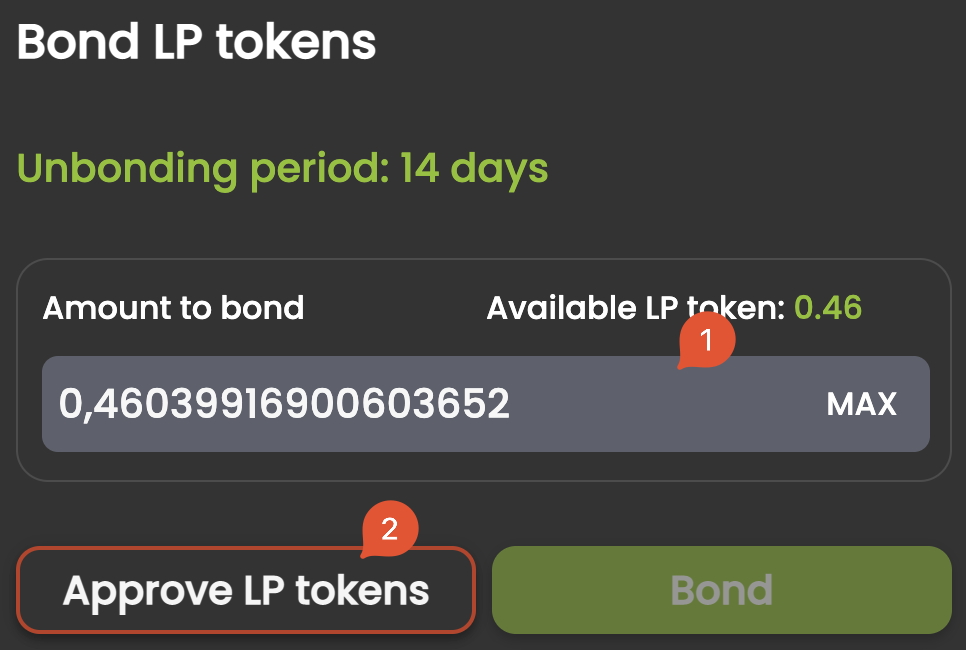 Bond LP tokens
Unbonding period: 14 days
Amount to bond Available LP token: 0.46
1
0,46039916900603652 MAX
2
Approve LP tokens Bond